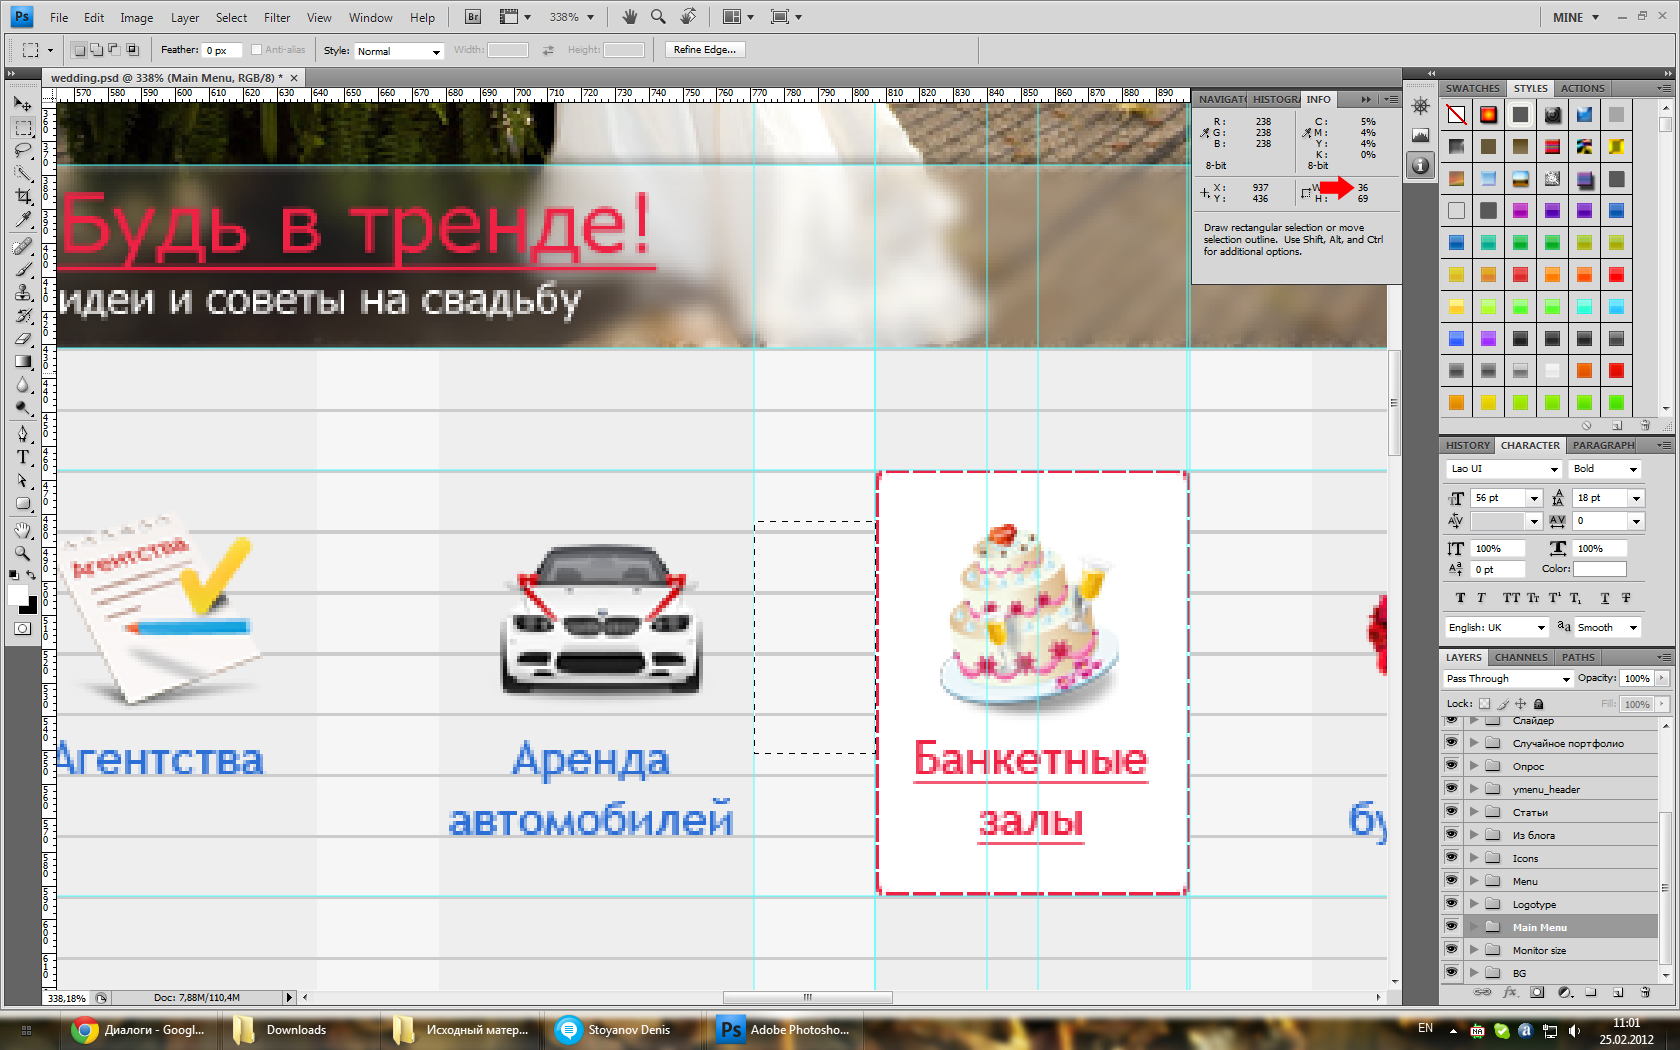 Ps File Edit Image Layer Select Filter View Window Help Br 338% MINE
Feather: 0 px Anti-alias Style: Normal Width: Height: Refine Edge...
wedding.psd @ 338% (Main Menu, RGB/8) * ×
570 580 590 600 610 620 630 640 650 660 670 680 690 700 710 720 730 740 750 760 770 780 790 800 810 820 830 840 850 860 870 880 890
NAVIGATO HISTOGRA INFO
R: 238 C: 5%
G: 238 M: 4%
B: 238 Y: 4%
K: 0%
8-bit 8-bit
X: 937 W 36
Y: 436 H: 69
Draw rectangular selection or move
selection outline. Use Shift, Alt, and Ctrl
for additional options.
Будь в тренде!
идеи и советы на свадьбу
Агентства
Агентства
Аренда
автомобилей
Банкетные
залы
бу
SWATCHES STYLES ACTIONS
HISTORY CHARACTER PARAGRAPH
Lao UI Bold
56 pt 18 pt
0
100% 100%
0 pt Color:
English: UK aa Smooth
LAYERS CHANNELS PATHS
Pass Through Opacity: 100%
Lock: Fill: 100%
Слайдер
Случайное портфолио
Опрос
ymenu_header
Статьи
Из блога
Icons
Menu
Logotype
Main Menu
Monitor size
BG
338,18% Doc: 7,88M/110,4M
Диалоги - Googl... Downloads Исходный матер... Stoyanov Denis Ps Adobe Photosho... EN 11:01
25.02.2012